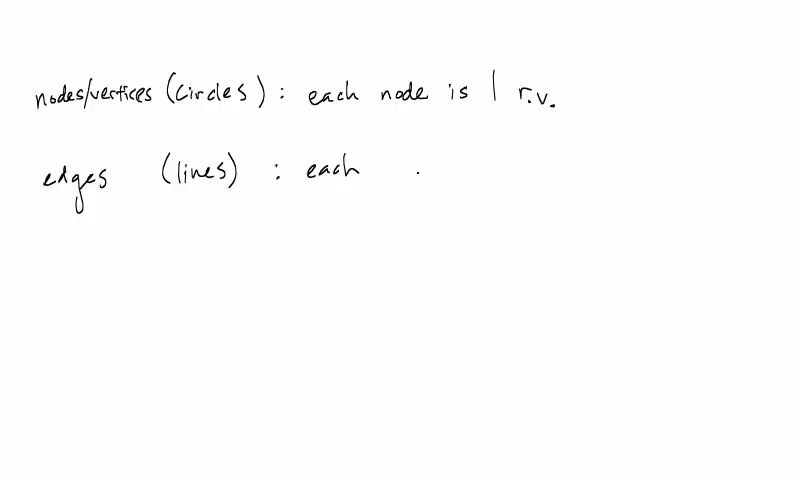 nodes/vertices (circles) : each node is 1 r.v.
edges (lines) : each